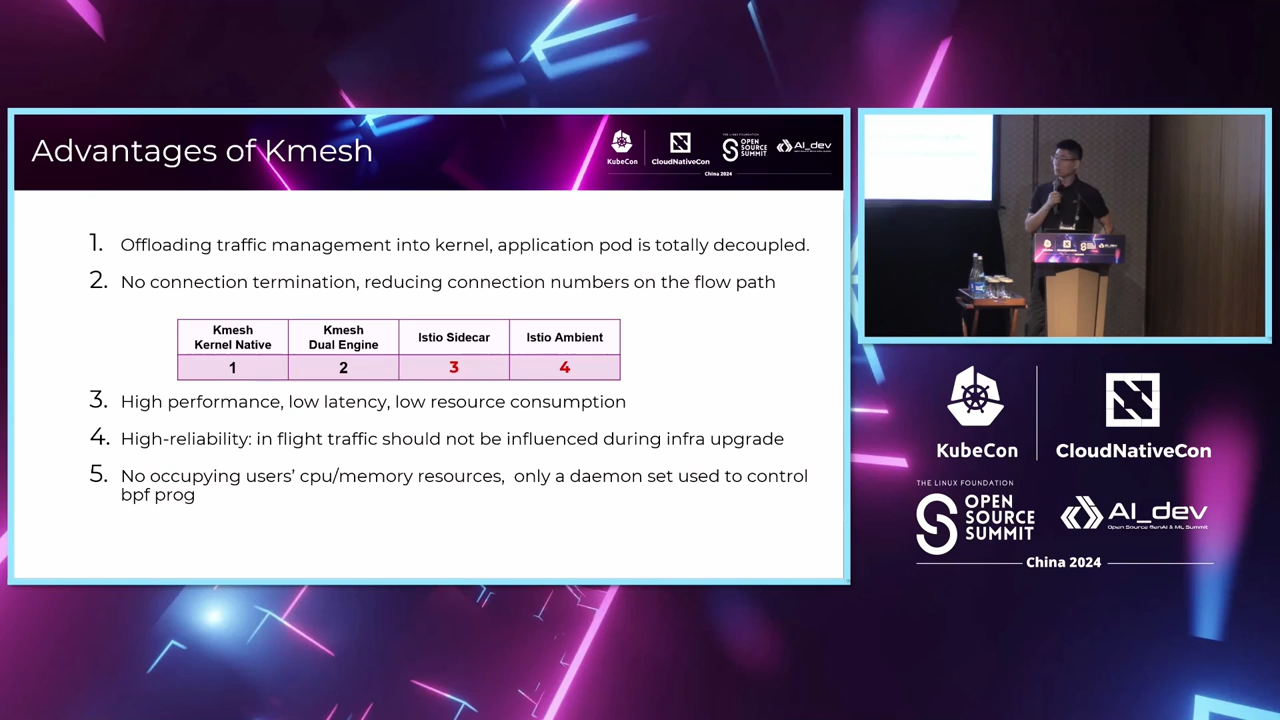 Advantages of Kmesh
KubeCon
CloudNativeCon
THE LINUX FOUNDATION
OPEN
SOURCE
SUMMIT
AI_dev
China 2024
1. Offloading traffic management into kernel, application pod is totally decoupled.
2. No connection termination, reducing connection numbers on the flow path
Kmesh
Kernel Native
Kmesh
Dual Engine
Istio Sidecar
Istio Ambient
1
2
3
4
3. High performance, low latency, low resource consumption
4. High-reliability: in flight traffic should not be influenced during infra upgrade
5. No occupying users' cpu/memory resources, only a daemon set used to control
bpf prog
KubeCon
CloudNativeCon
THE LINUX FOUNDATION
OPEN
SOURCE
SUMMIT
AI_dev
Open Source GenAI & ML Summit
China 2024